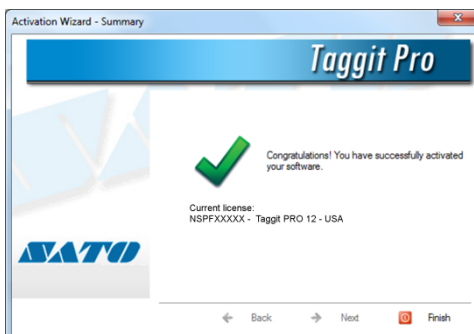 Activation Wizard - Summary
Taggit Pro
Congratulations! You have successfully activated
your software.
Current license:
NSPFXXXXX - Taggit PRO 12 - USA
SATO
Back
Next
Finish